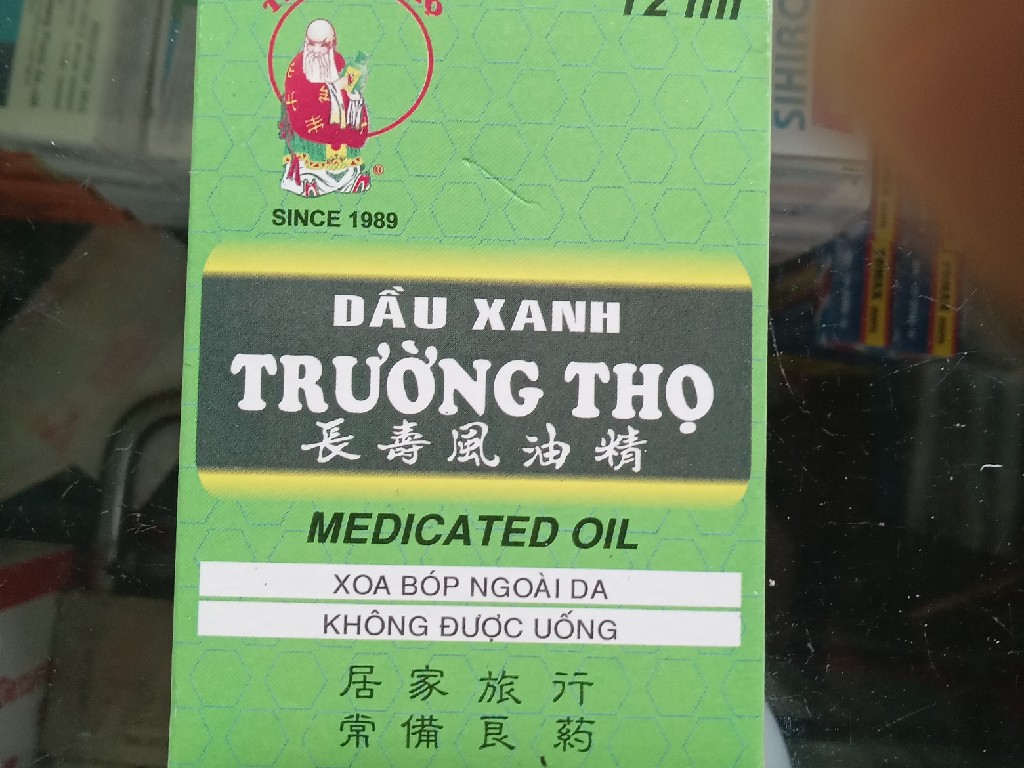 12 ml
SINCE 1989
DẦU XANH
TRƯỜNG THỌ
長壽風油精
MEDICATED OIL
XOA BÓP NGOÀI DA
KHÔNG ĐƯỢC UỐNG
居家旅行
常備良葯